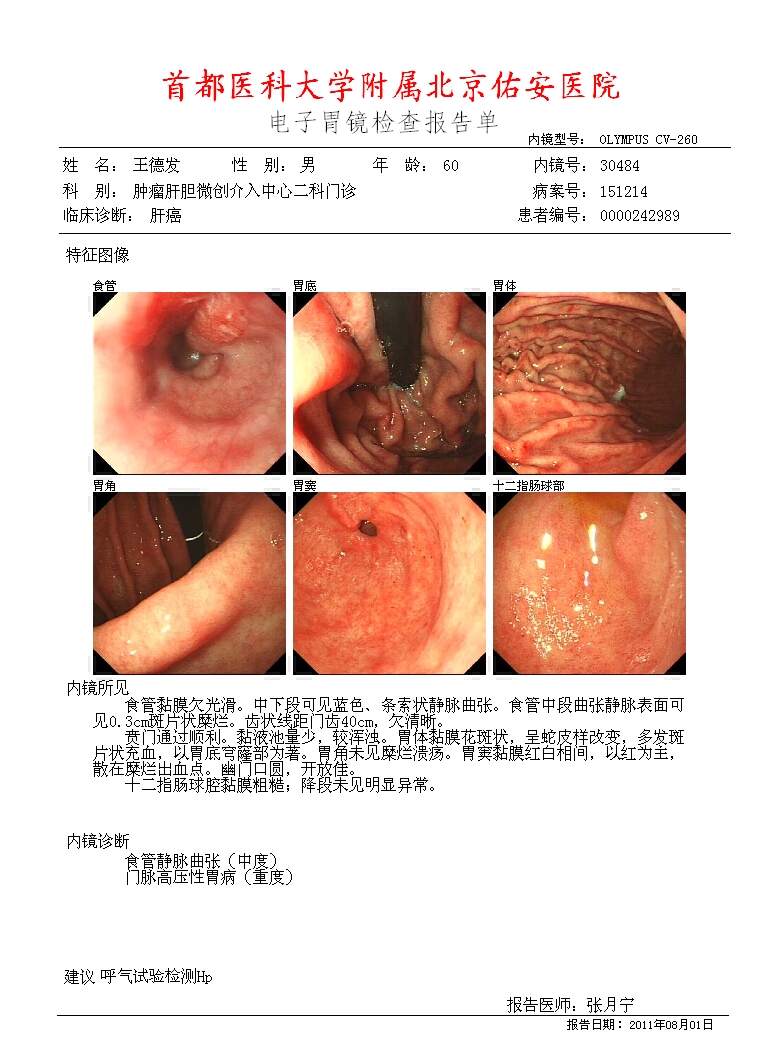 首都医科大学附属北京佑安医院
电子胃镜检查报告单
内镜型号： OLYMPUS CV-260
姓 名： 王德发 性 别： 男 年 龄： 60 内镜号： 30484
科 别： 肿瘤肝胆微创介入中心二科门诊 病案号： 151214
临床诊断： 肝癌 患者编号： 0000242989
特征图像
食管 胃底 胃体
胃角 胃窦 十二指肠球部
内镜所见
食管黏膜欠光滑。中下段可见蓝色、条索状静脉曲张。食管中段曲张静脉表面可
见0.3cm斑片状糜烂。齿状线距门齿40cm，欠清晰。
贲门通过顺利。黏液池量少，较浑浊。胃体黏膜花斑状，呈蛇皮样改变，多发斑
片状充血，以胃底穹窿部为著。胃角未见糜烂溃疡。胃窦黏膜红白相间，以红为主，
散在糜烂出血点。幽门口圆，开放佳。
十二指肠球腔黏膜粗糙；降段未见明显异常。
内镜诊断
食管静脉曲张（中度）
门脉高压性胃病（重度）
建议 呼气试验检测Hp
报告医师： 张月宁
报告日期： 2011年08月01日